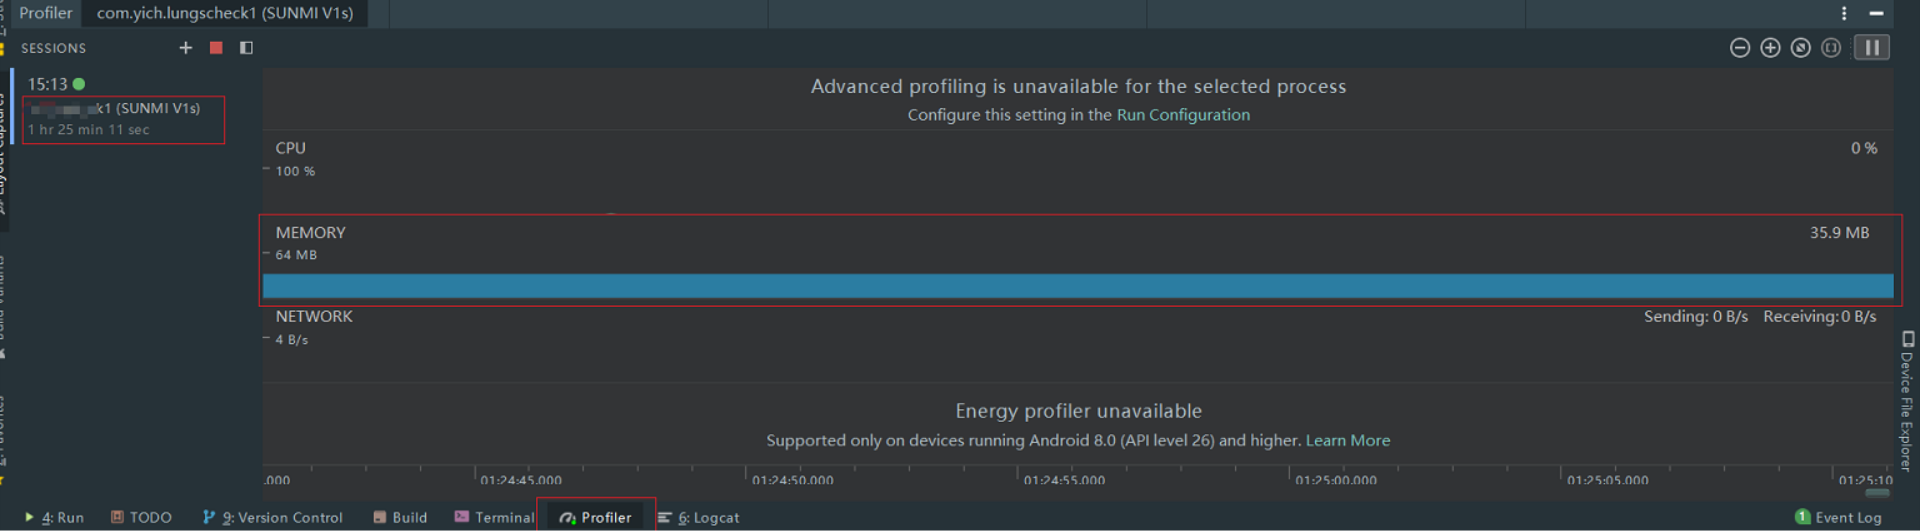 Profiler com.yich.lungscheck1 (SUNMI V1s)
SESSIONS
15:13
k1 (SUNMI V1s)
1 hr 25 min 11 sec
Advanced profiling is unavailable for the selected process
Configure this setting in the Run Configuration
CPU 0 %
100 %
MEMORY 35.9 MB
64 MB
NETWORK Sending: 0 B/s Receiving: 0 B/s
4 B/s
Energy profiler unavailable
Supported only on devices running Android 8.0 (API level 26) and higher. Learn More
.000 01:24:45.000 01:24:50.000 01:24:55.000 01:25:00.000 01:25:05.000 01:25:10
4: Run TODO 9: Version Control Build Terminal Profiler 6: Logcat 1 Event Log
Device File Explorer